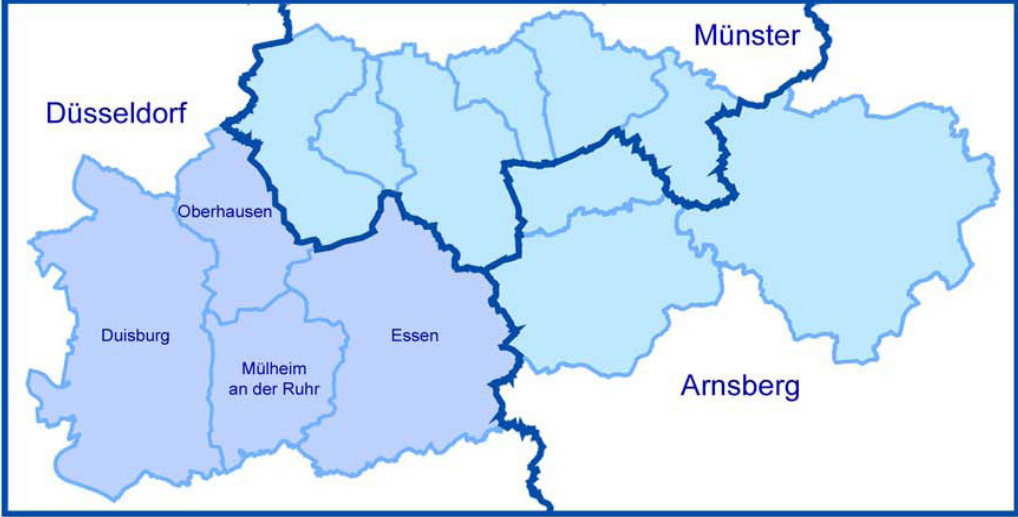 Münster
Düsseldorf
Oberhausen
Duisburg
Essen
Mülheim
an der Ruhr
Arnsberg